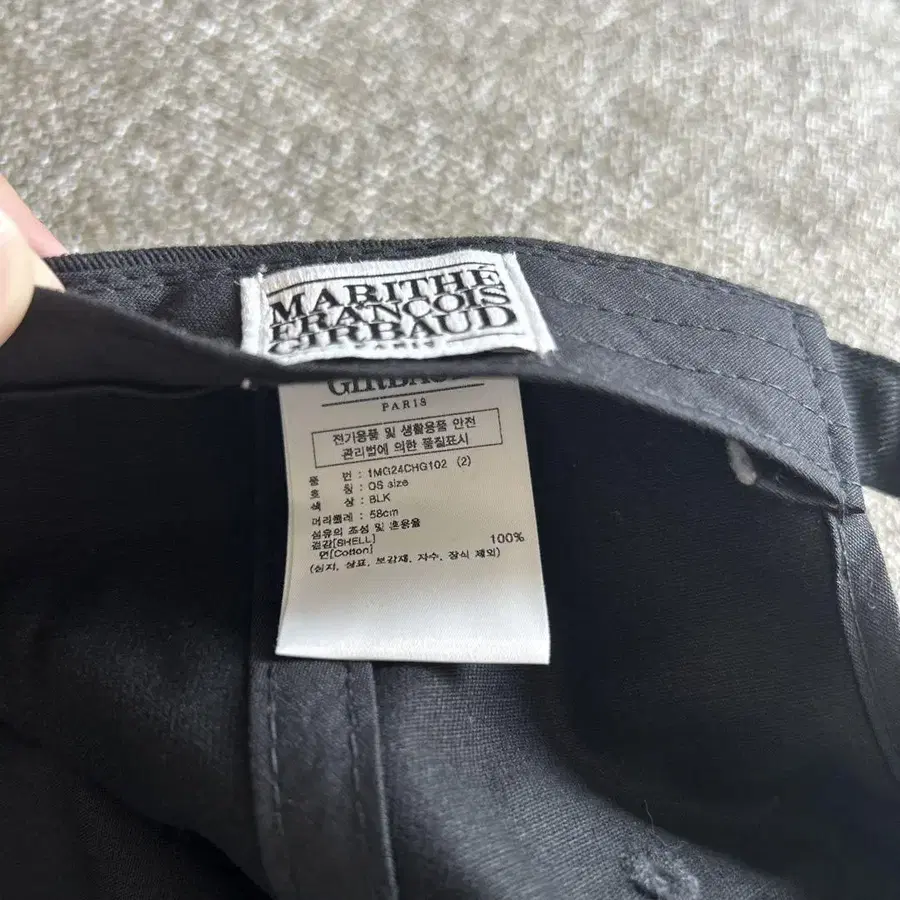 MARITHÉ
FRANCOIS
GIRBAUD
PARIS
PARIS
전기용품 및 생활용품 안전
관리법에 의한 품질표시
품 번 : 1MG24CHG102 (2)
호 칭 : OS size
색 상 : BLK
머리둘레 : 58cm
섬유의 조성 및 혼용율
겉감[SHELL]
면[Cotton] 100%
(심지, 상표, 보강재, 자수, 장식 제외)